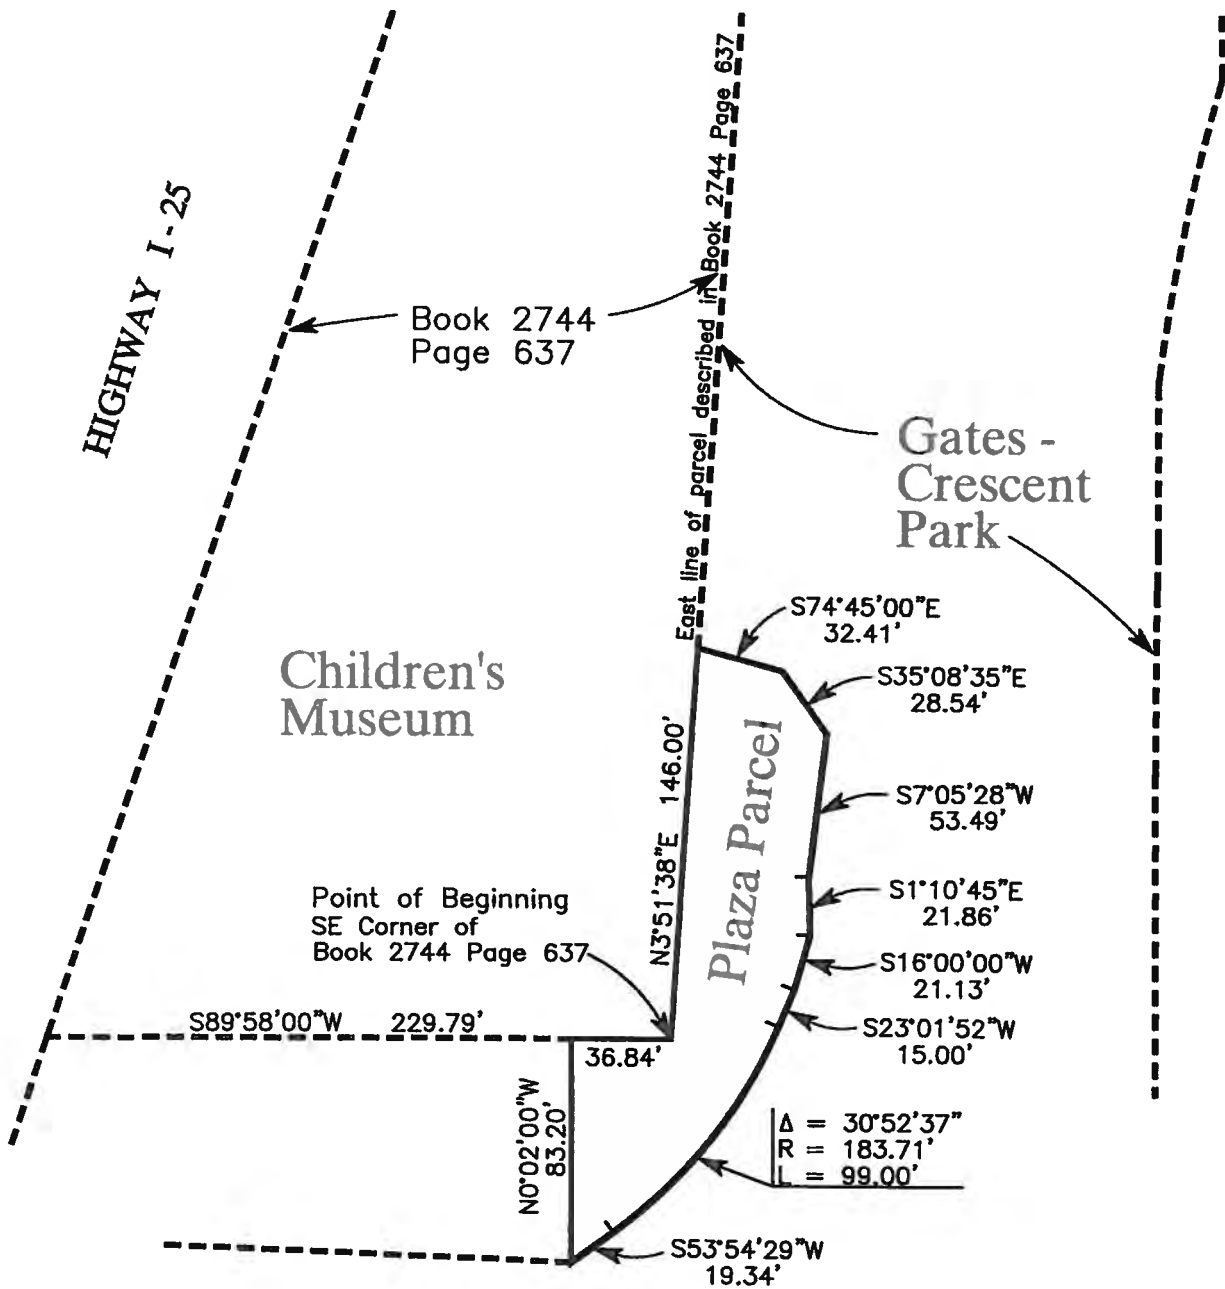 HIGHWAY I-25
East line of parcel described in Book 2744 Page 637
Book 2744
Page 637
Gates -
Crescent
Park
S74°45'00"E
32.41'
Children's
Museum
S35°08'35"E
28.54'
N3°51'38"E 146.00'
Plaza Parcel
S7°05'28"W
53.49'
S1°10'45"E
21.86'
Point of Beginning
SE Corner of
Book 2744 Page 637
S16°00'00"W
21.13'
S89°58'00"W 229.79'
36.84'
S23°01'52"W
15.00'
N0°02'00"W
83.20'
Δ = 30°52'37"
R = 183.71'
L = 99.00'
S53°54'29"W
19.34'